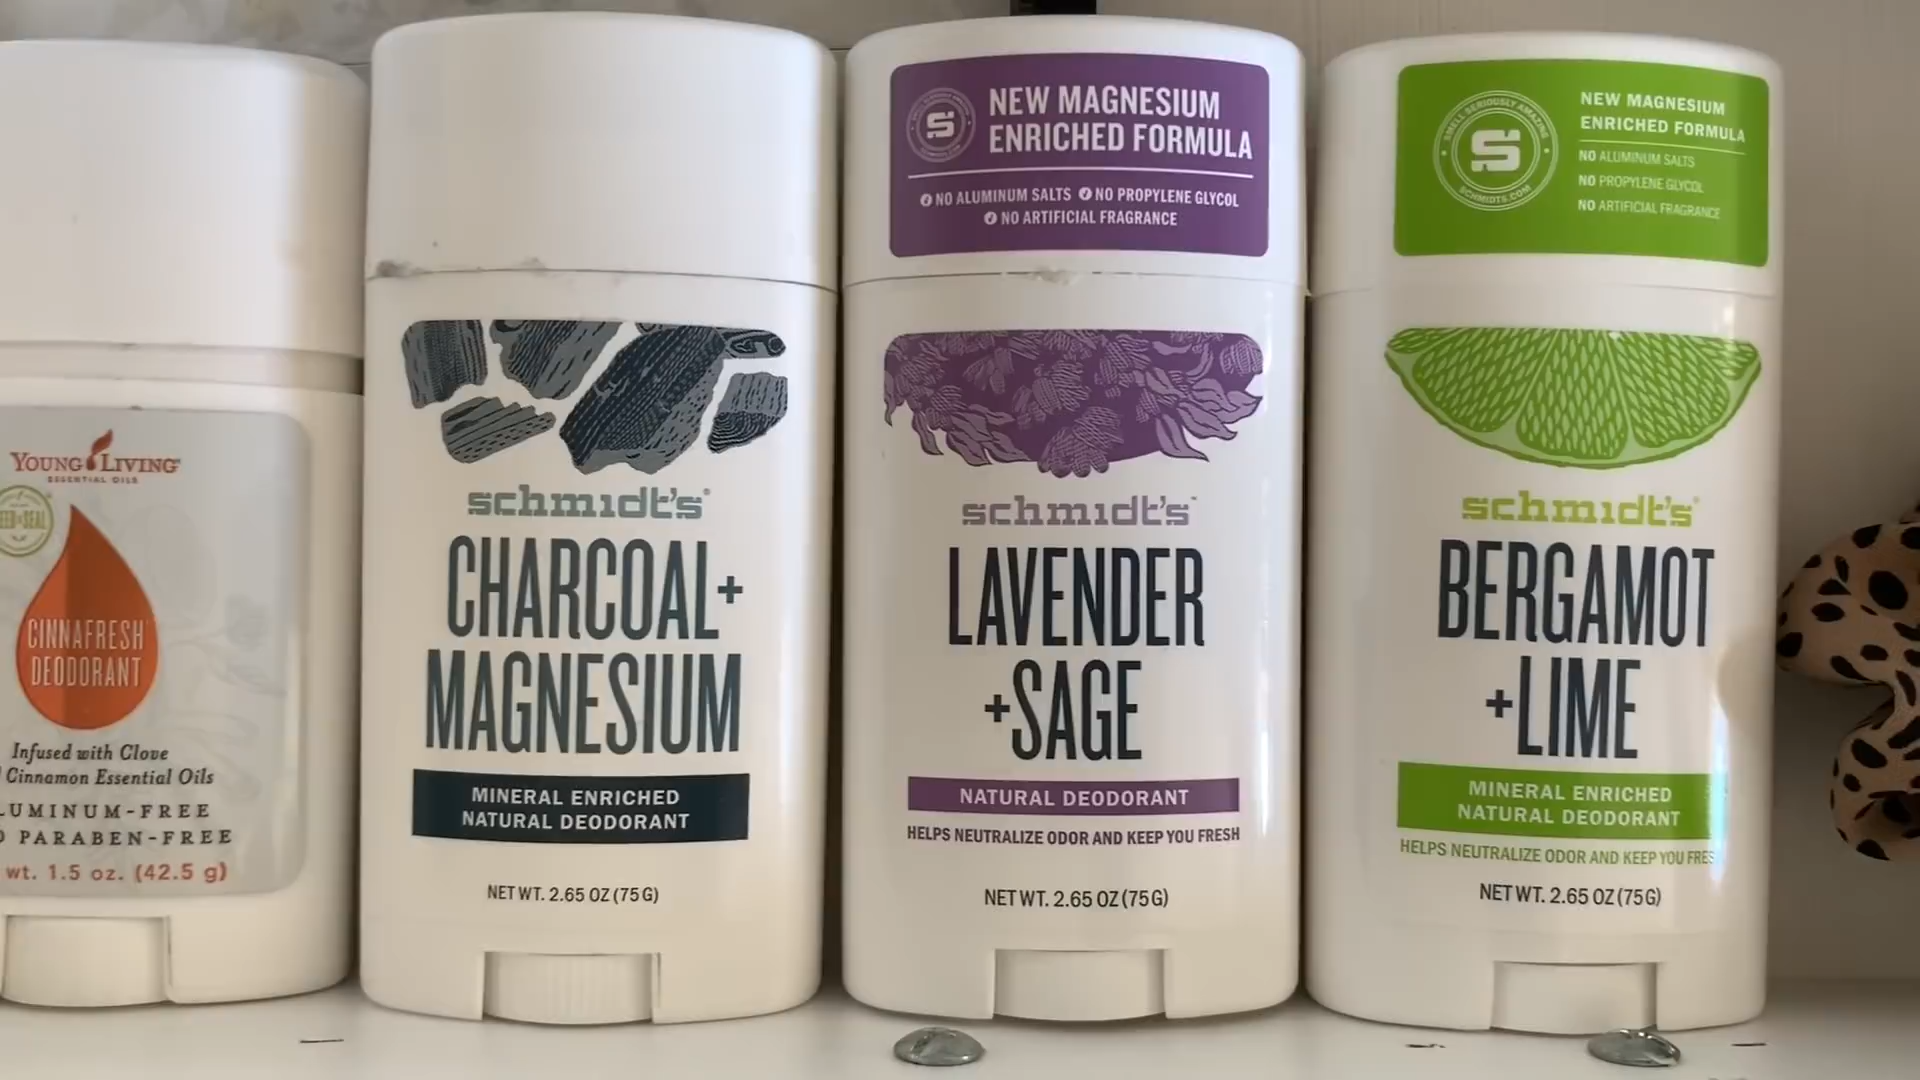 YOUNG LIVING
ESSENTIAL OILS
CINNAFRESH
DEODORANT
Infused with Clove
Cinnamon Essential Oils
PARABEN-FREE
wt. 1.5 oz. (42.5 g)
schmidt's
CHARCOAL+
MAGNESIUM
MINERAL ENRICHED
NATURAL DEODORANT
NET WT. 2.65 OZ (75 G)
S
NEW MAGNESIUM
ENRICHED FORMULA
NO ALUMINUM SALTS NO PROPYLENE GLYCOL
NO ARTIFICIAL FRAGRANCE
schmidt's
LAVENDER
+SAGE
NATURAL DEODORANT
HELPS NEUTRALIZE ODOR AND KEEP YOU FRESH
NET WT. 2.65 OZ (75 G)
SMELL SERIOUSLY AMAZING
S
SCHMIDTS.COM
NEW MAGNESIUM
ENRICHED FORMULA
NO ALUMINUM SALTS
NO PROPYLENE GLYCOL
NO ARTIFICIAL FRAGRANCE
schmidt's
BERGAMOT
+LIME
MINERAL ENRICHED
NATURAL DEODORANT
HELPS NEUTRALIZE ODOR AND KEEP YOU FRES
NET WT. 2.65 OZ (75 G)